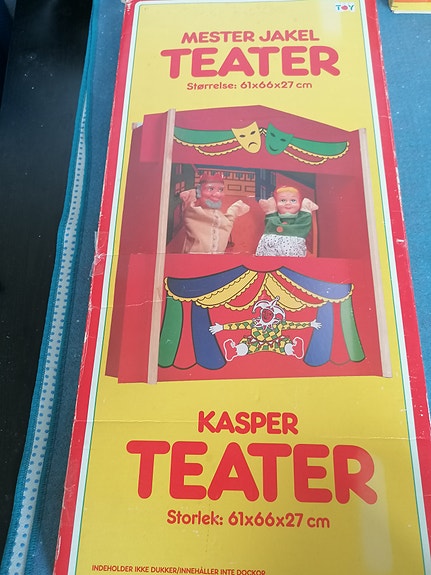 TOY
MESTER JAKEL
TEATER
Størrelse: 61x66x27 cm
KASPER
TEATER
Storlek: 61x66x27 cm
INDEHOLDER IKKE DUKKER/INNEHÅLLER INTE DOCKOR